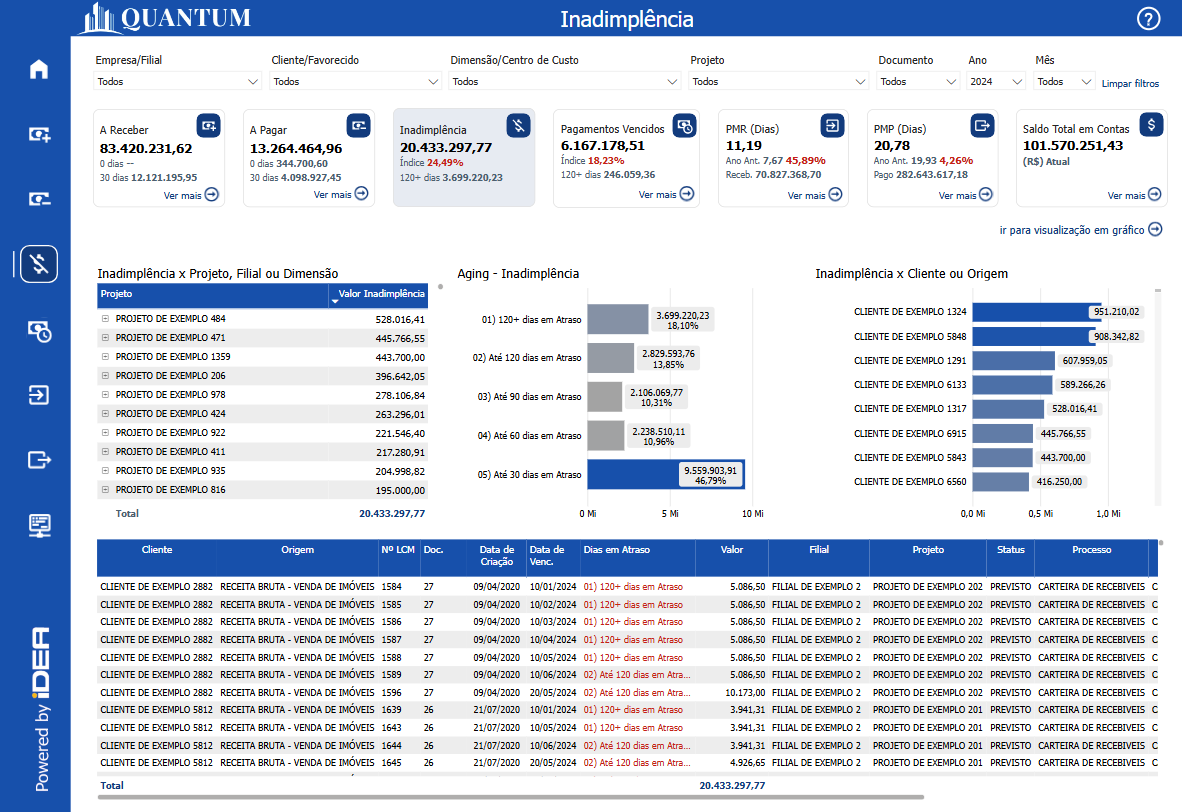 QUANTUM
Inadimplência
?
Empresa/Filial Cliente/Favorecido Dimensão/Centro de Custo Projeto Documento Ano Mês
Todos Todos Todos Todos Todos 2024 Todos Limpar filtros
A Receber
83.420.231,62
0 dias --
30 dias 12.121.195,95
Ver mais
A Pagar
13.264.464,96
0 dias 344.700,60
30 dias 4.098.927,45
Ver mais
Inadimplência
20.433.297,77
Índice 24,49%
120+ dias 3.699.220,23
Pagamentos Vencidos
6.167.178,51
Índice 18,23%
120+ dias 246.059,36
Ver mais
PMR (Dias)
11,19
Ano Ant. 7,67 45,89%
Receb. 70.827.368,70
Ver mais
PMP (Dias)
20,78
Ano Ant. 19,93 4,26%
Pago 282.643.617,18
Ver mais
$
Saldo Total em Contas
101.570.251,43
(R$) Atual
Ver mais
ir para visualização em gráfico
Inadimplência x Projeto, Filial ou Dimensão
Projeto Valor Inadimplência
PROJETO DE EXEMPLO 484 528.016,41
PROJETO DE EXEMPLO 471 445.766,55
PROJETO DE EXEMPLO 1359 443.700,00
PROJETO DE EXEMPLO 206 396.642,05
PROJETO DE EXEMPLO 978 278.106,84
PROJETO DE EXEMPLO 424 263.296,01
PROJETO DE EXEMPLO 922 221.546,40
PROJETO DE EXEMPLO 411 217.280,91
PROJETO DE EXEMPLO 935 204.998,82
PROJETO DE EXEMPLO 816 195.000,00
Total 20.433.297,77
Aging - Inadimplência
01) 120+ dias em Atraso 3.699.220,23
18,10%
02) Até 120 dias em Atraso 2.829.593,76
13,85%
03) Até 90 dias em Atraso 2.106.069,77
10,31%
04) Até 60 dias em Atraso 2.238.510,11
10,96%
05) Até 30 dias em Atraso 9.559.903,91
46,79%
0 Mi 5 Mi 10 Mi
Inadimplência x Cliente ou Origem
CLIENTE DE EXEMPLO 1324 951.210,02
CLIENTE DE EXEMPLO 5848 908.342,82
CLIENTE DE EXEMPLO 1291 607.959,05
CLIENTE DE EXEMPLO 6133 589.266,26
CLIENTE DE EXEMPLO 1317 528.016,41
CLIENTE DE EXEMPLO 6915 445.766,55
CLIENTE DE EXEMPLO 5843 443.700,00
CLIENTE DE EXEMPLO 6560 416.250,00
0,0 Mi 0,5 Mi 1,0 Mi
Cliente Origem Nº LCM Doc. Data de Criação Data de Venc. Dias em Atraso Valor Filial Projeto Status Processo
CLIENTE DE EXEMPLO 2882 RECEITA BRUTA - VENDA DE IMÓVEIS 1584 27 09/04/2020 10/01/2024 01) 120+ dias em Atraso 5.086,50 FILIAL DE EXEMPLO 2 PROJETO DE EXEMPLO 202 PREVISTO CARTEIRA DE RECEBIVEIS C
CLIENTE DE EXEMPLO 2882 RECEITA BRUTA - VENDA DE IMÓVEIS 1585 27 09/04/2020 10/02/2024 01) 120+ dias em Atraso 5.086,50 FILIAL DE EXEMPLO 2 PROJETO DE EXEMPLO 202 PREVISTO CARTEIRA DE RECEBIVEIS C
CLIENTE DE EXEMPLO 2882 RECEITA BRUTA - VENDA DE IMÓVEIS 1586 27 09/04/2020 10/03/2024 01) 120+ dias em Atraso 5.086,50 FILIAL DE EXEMPLO 2 PROJETO DE EXEMPLO 202 PREVISTO CARTEIRA DE RECEBIVEIS C
CLIENTE DE EXEMPLO 2882 RECEITA BRUTA - VENDA DE IMÓVEIS 1587 27 09/04/2020 10/04/2024 01) 120+ dias em Atraso 5.086,50 FILIAL DE EXEMPLO 2 PROJETO DE EXEMPLO 202 PREVISTO CARTEIRA DE RECEBIVEIS C
CLIENTE DE EXEMPLO 2882 RECEITA BRUTA - VENDA DE IMÓVEIS 1588 27 09/04/2020 10/05/2024 01) 120+ dias em Atraso 5.086,50 FILIAL DE EXEMPLO 2 PROJETO DE EXEMPLO 202 PREVISTO CARTEIRA DE RECEBIVEIS C
CLIENTE DE EXEMPLO 2882 RECEITA BRUTA - VENDA DE IMÓVEIS 1589 27 09/04/2020 10/06/2024 02) Até 120 dias em Atra... 5.086,50 FILIAL DE EXEMPLO 2 PROJETO DE EXEMPLO 202 PREVISTO CARTEIRA DE RECEBIVEIS C
CLIENTE DE EXEMPLO 2882 RECEITA BRUTA - VENDA DE IMÓVEIS 1596 27 09/04/2020 20/05/2024 02) Até 120 dias em Atra... 10.173,00 FILIAL DE EXEMPLO 2 PROJETO DE EXEMPLO 202 PREVISTO CARTEIRA DE RECEBIVEIS C
CLIENTE DE EXEMPLO 5812 RECEITA BRUTA - VENDA DE IMÓVEIS 1639 26 21/07/2020 10/01/2024 01) 120+ dias em Atraso 3.941,31 FILIAL DE EXEMPLO 2 PROJETO DE EXEMPLO 201 PREVISTO CARTEIRA DE RECEBIVEIS C
CLIENTE DE EXEMPLO 5812 RECEITA BRUTA - VENDA DE IMÓVEIS 1643 26 21/07/2020 10/05/2024 01) 120+ dias em Atraso 3.941,31 FILIAL DE EXEMPLO 2 PROJETO DE EXEMPLO 201 PREVISTO CARTEIRA DE RECEBIVEIS C
CLIENTE DE EXEMPLO 5812 RECEITA BRUTA - VENDA DE IMÓVEIS 1644 26 21/07/2020 10/06/2024 02) Até 120 dias em Atra... 3.941,31 FILIAL DE EXEMPLO 2 PROJETO DE EXEMPLO 201 PREVISTO CARTEIRA DE RECEBIVEIS C
CLIENTE DE EXEMPLO 5812 RECEITA BRUTA - VENDA DE IMÓVEIS 1645 26 21/07/2020 20/05/2024 02) Até 120 dias em Atra... 4.926,65 FILIAL DE EXEMPLO 2 PROJETO DE EXEMPLO 201 PREVISTO CARTEIRA DE RECEBIVEIS C
Total 20.433.297,77
Powered by iDEA